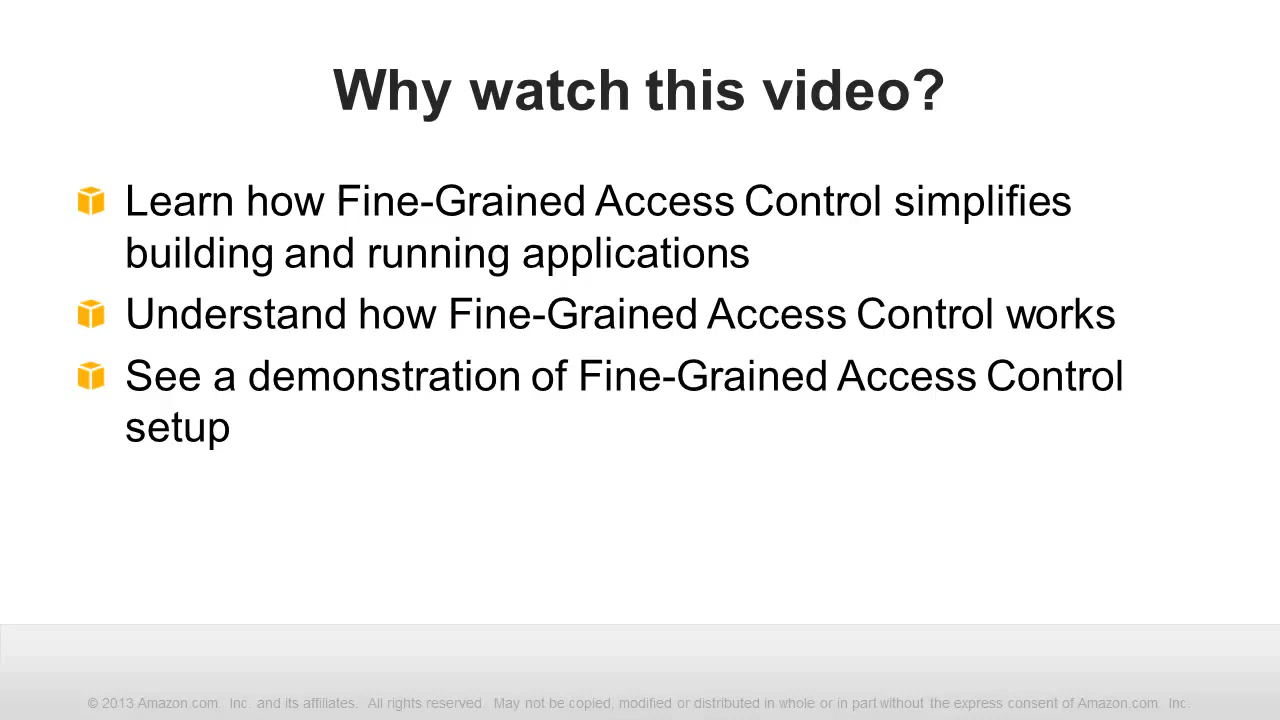 Why watch this video?
Learn how Fine-Grained Access Control simplifies
building and running applications
Understand how Fine-Grained Access Control works
See a demonstration of Fine-Grained Access Control
setup
© 2013 Amazon.com. Inc. and its affiliates. All rights reserved. May not be copied, modified or distributed in whole or in part without the express consent of Amazon.com. Inc.